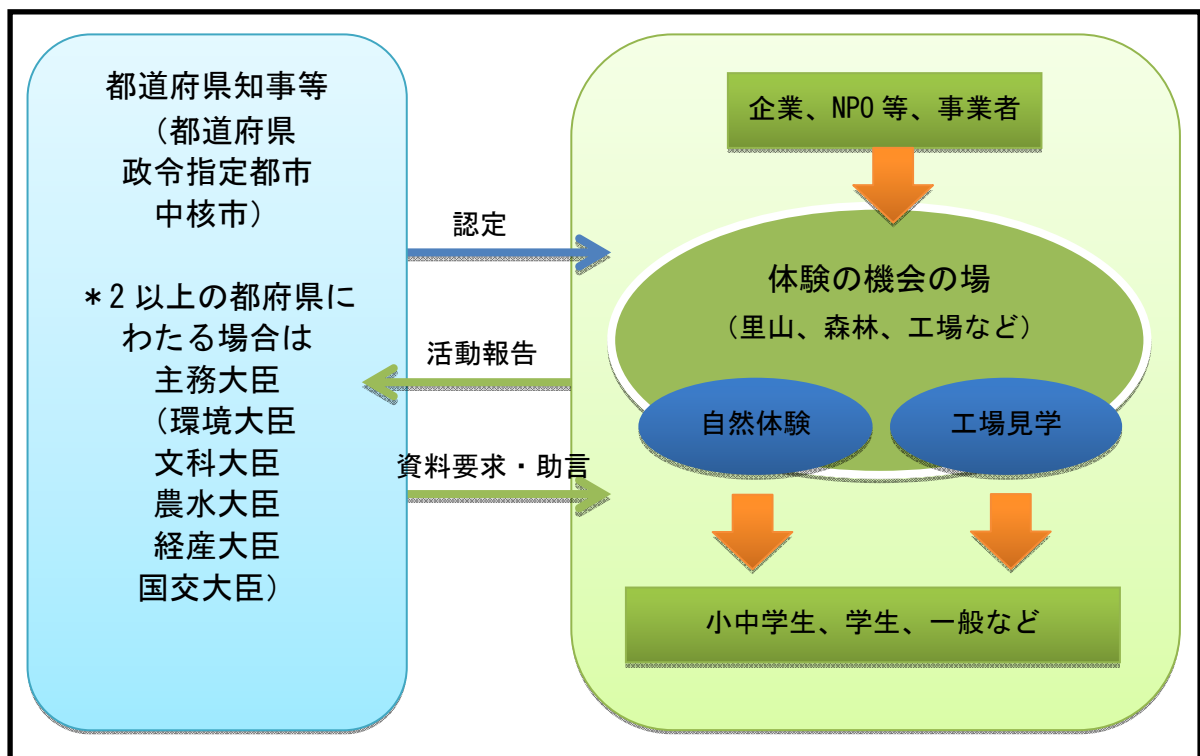 都道府県知事等
（都道府県
政令指定都市
中核市）
＊2 以上の都府県に
わたる場合は
主務大臣
（環境大臣
文科大臣
農水大臣
経産大臣
国交大臣）
認定
活動報告
資料要求・助言
企業、NPO 等、事業者
体験の機会の場
（里山、森林、工場など）
自然体験
工場見学
小中学生、学生、一般など